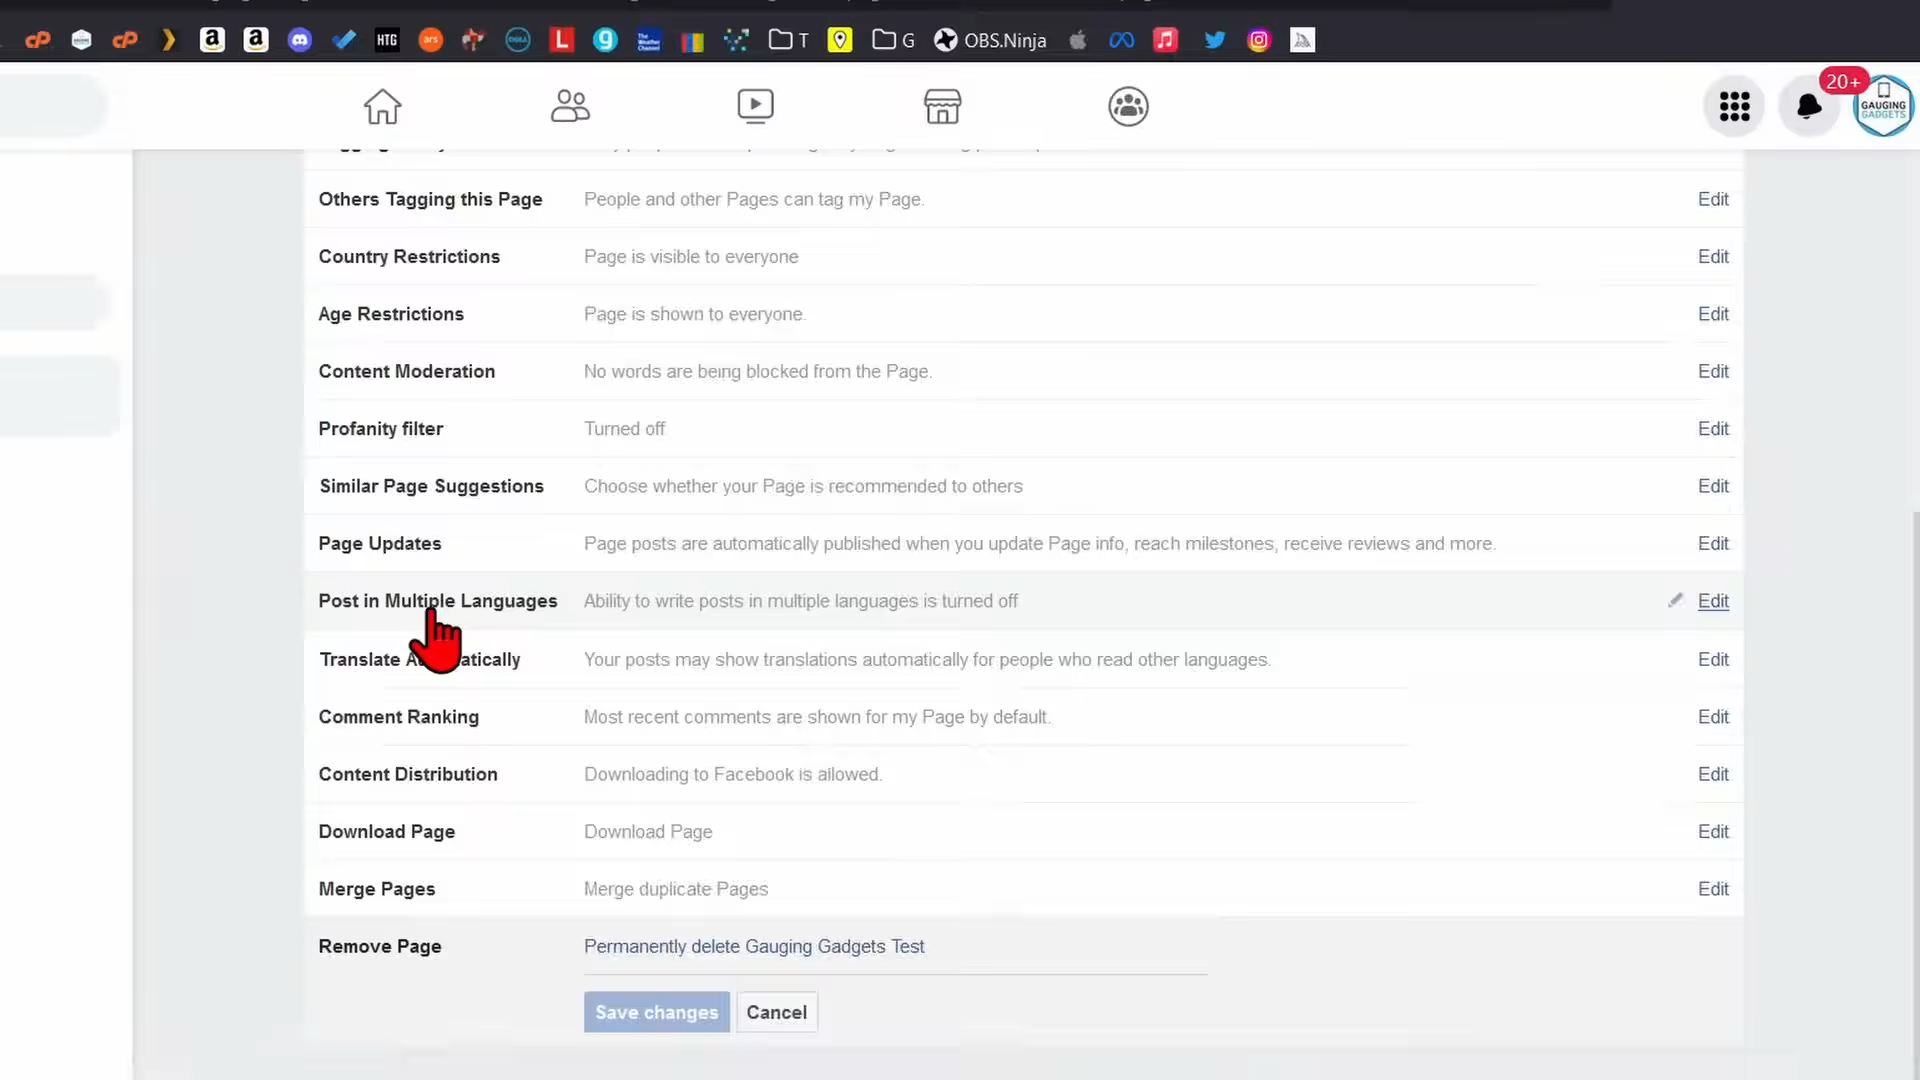 HTG
ars
DELL
L
The Weather Channel
T
G
OBS.Ninja
20+
GAUGING GADGETS
Others Tagging this Page People and other Pages can tag my Page. Edit
Country Restrictions Page is visible to everyone Edit
Age Restrictions Page is shown to everyone. Edit
Content Moderation No words are being blocked from the Page. Edit
Profanity filter Turned off Edit
Similar Page Suggestions Choose whether your Page is recommended to others Edit
Page Updates Page posts are automatically published when you update Page info, reach milestones, receive reviews and more. Edit
Post in Multiple Languages Ability to write posts in multiple languages is turned off Edit
Translate A atically Your posts may show translations automatically for people who read other languages. Edit
Comment Ranking Most recent comments are shown for my Page by default. Edit
Content Distribution Downloading to Facebook is allowed. Edit
Download Page Download Page Edit
Merge Pages Merge duplicate Pages Edit
Remove Page Permanently delete Gauging Gadgets Test
Save changes Cancel